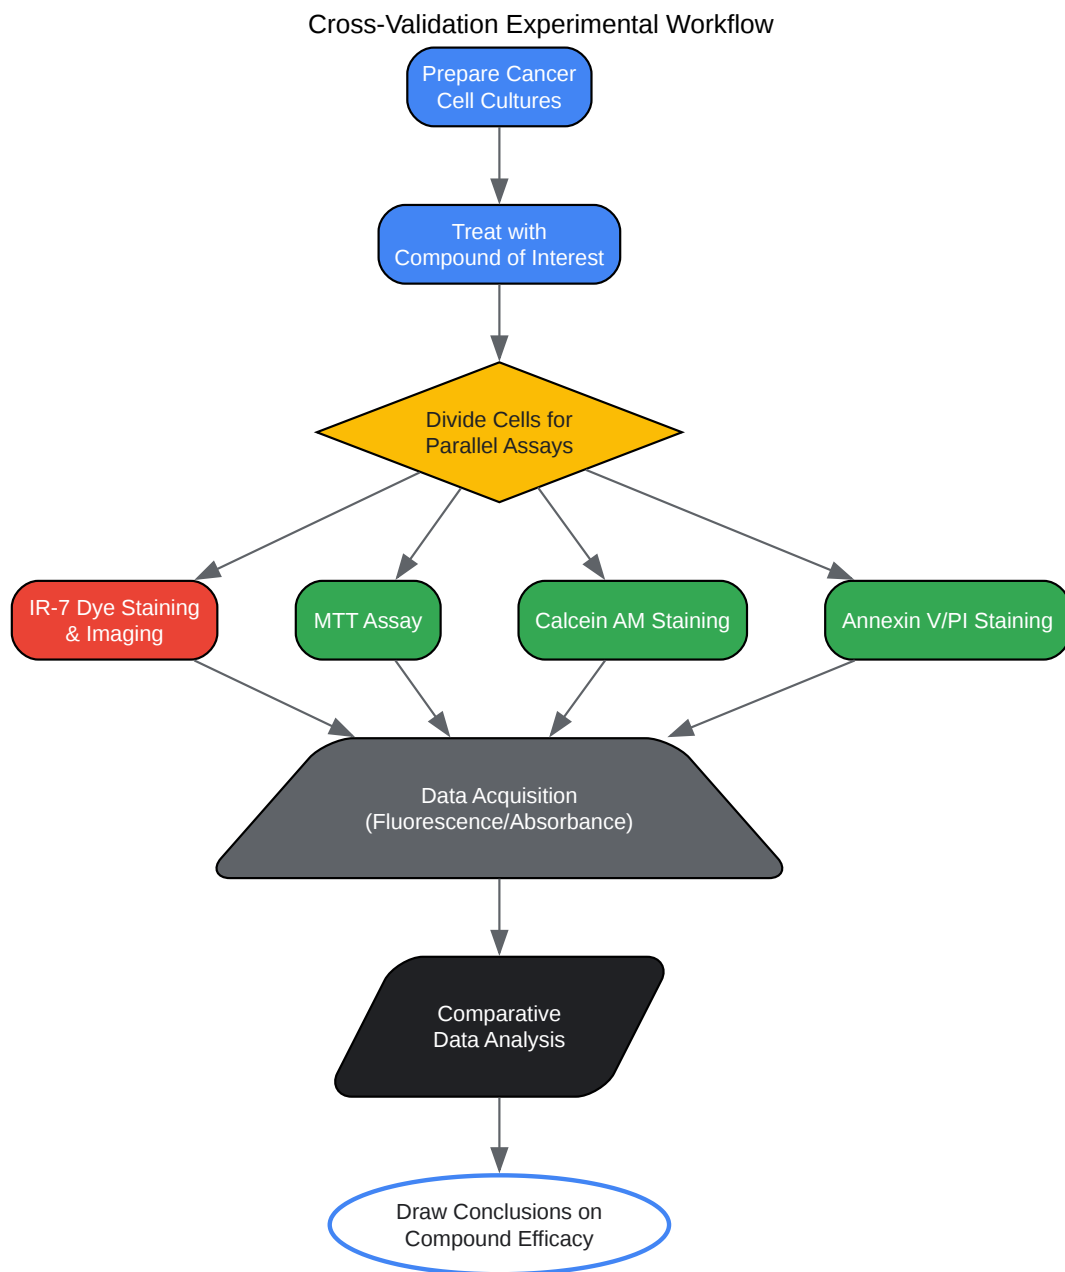 Cross-Validation Experimental Workflow
Prepare Cancer
Cell Cultures
Treat with
Compound of Interest
Divide Cells for
Parallel Assays
IR-7 Dye Staining
& Imaging
MTT Assay
Calcein AM Staining
Annexin V/PI Staining
Data Acquisition
(Fluorescence/Absorbance)
Comparative
Data Analysis
Draw Conclusions on
Compound Efficacy